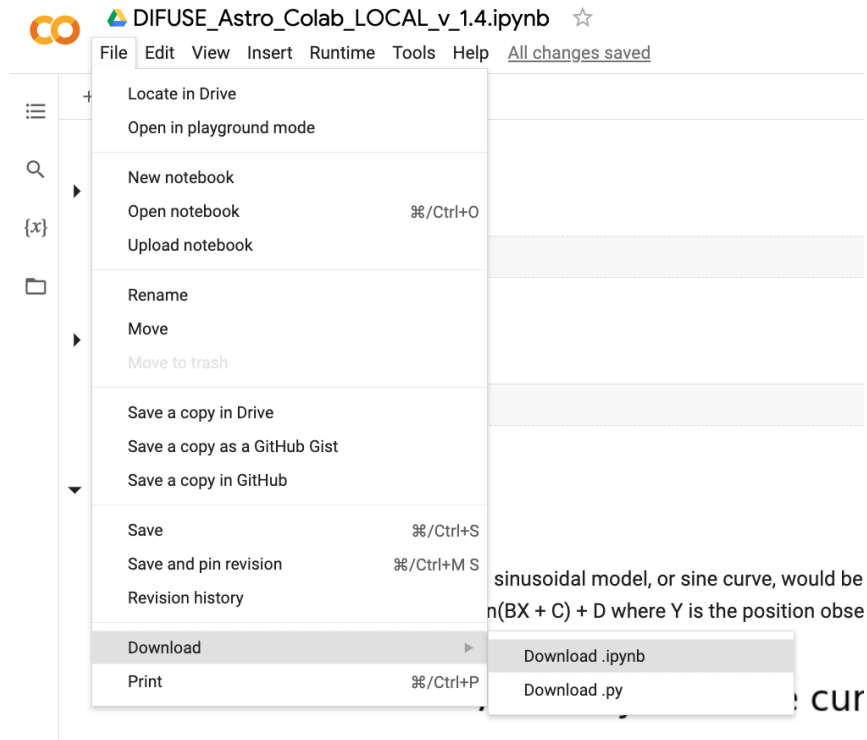 DIFUSE_Astro_Colab_LOCAL_v_1.4.ipynb
File Edit View Insert Runtime Tools Help All changes saved
+
Locate in Drive
Open in playground mode
New notebook
Open notebook ⌘/Ctrl+O
Upload notebook
{x}
Rename
Move
Move to trash
Save a copy in Drive
Save a copy as a GitHub Gist
Save a copy in GitHub
Save ⌘/Ctrl+S
Save and pin revision ⌘/Ctrl+M S
Revision history
sinusoidal model, or sine curve, would be
n(BX + C) + D where Y is the position obse
Download
Download .ipynb
Print ⌘/Ctrl+P
Download .py
cur